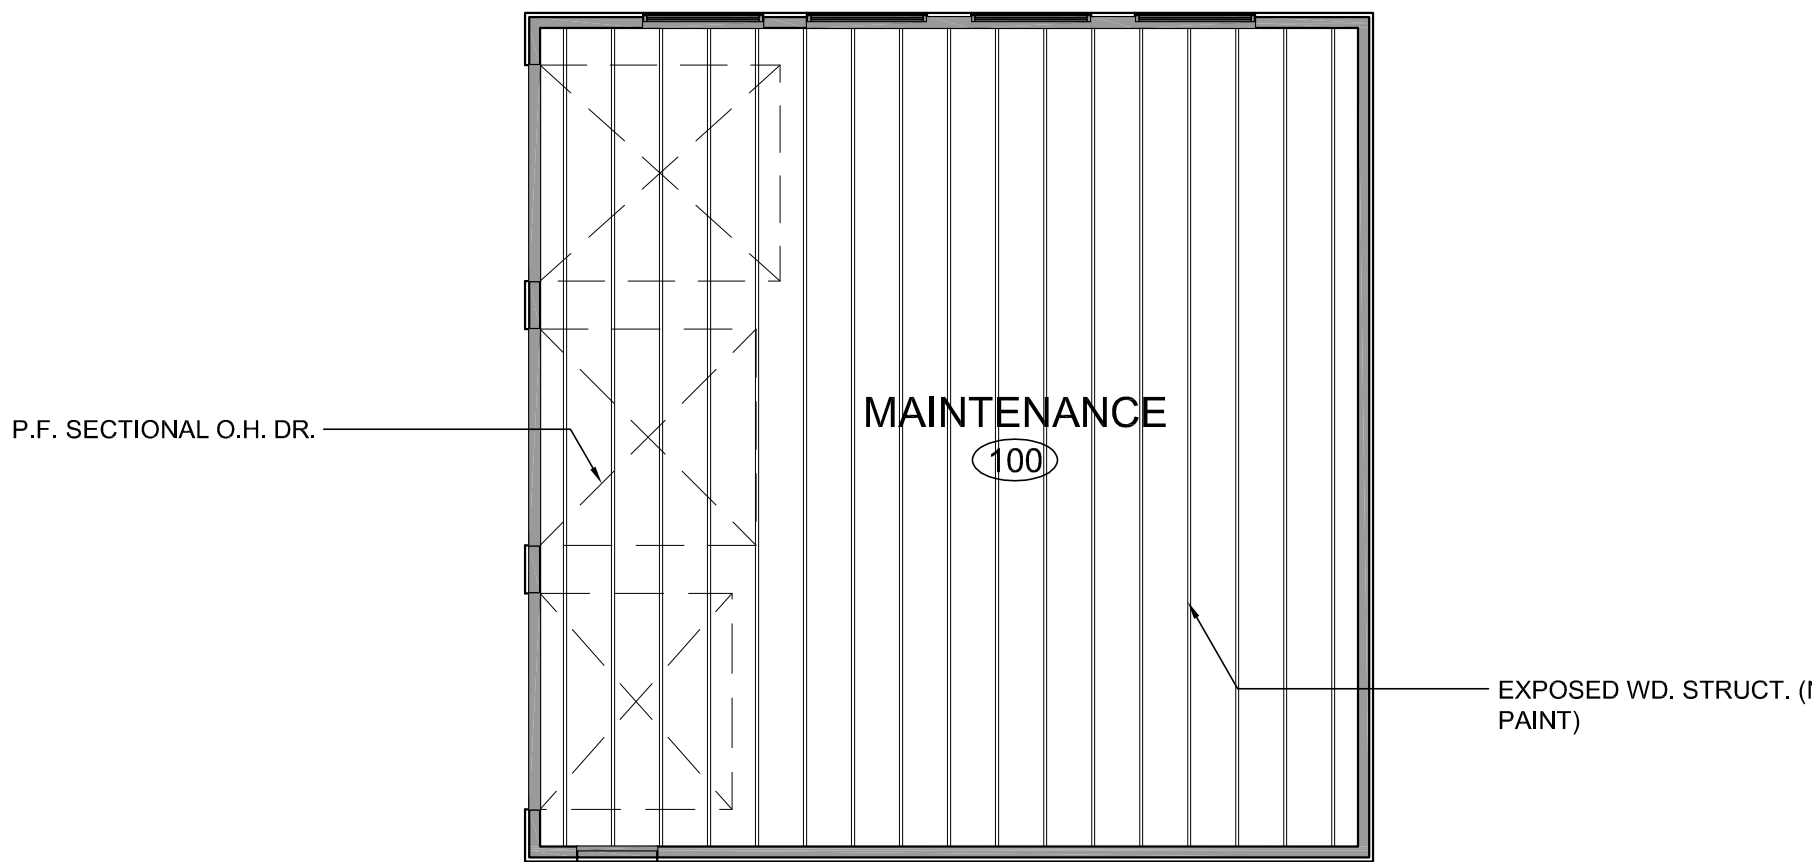 MAINTENANCE
100
P.F. SECTIONAL O.H. DR.
EXPOSED WD. STRUCT. (
PAINT)